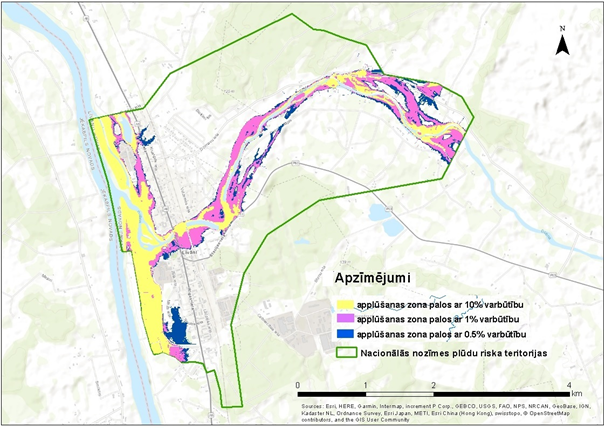 N
Apzīmējumi
applūšanas zona palos ar 10% varbūtību
applūšanas zona palos ar 1% varbūtību
applūšanas zona palos ar 0.5% varbūtību
Nacionālās nozīmes plūdu riska teritorijas
0 1 2 4
km
Sources: Esri, HERE, Garmin, Intermap, increment P Corp., GEBCO, USGS, FAO, NPS, NRCAN, GeoBase, IGN,
Kadaster NL, Ordnance Survey, Esri Japan, METI, Esri China (Hong Kong), swisstopo, © OpenStreetMap
contributors, and the GIS User Community